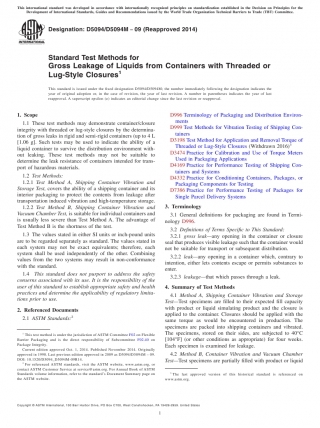 This international standard was developed in accordance with internationally recognized principles on standardization established in the Decision on Principles for the
Development of International Standards, Guides and Recommendations issued by the World Trade Organization Technical Barriers to Trade (TBT) Committee.
Designation: D5094/D5094M − 09 (Reapproved 2014)
Standard Test Methods for
Gross Leakage of Liquids from Containers with Threaded or
Lug-Style Closures1
This standard is issued under the fixed designation D5094/D5094M; the number immediately following the designation indicates the
year of original adoption or, in the case of revision, the year of last revision. A number in parentheses indicates the year of last
reapproval. A superscript epsilon (´) indicates an editorial change since the last revision or reapproval.
1. Scope
1.1 These test methods may demonstrate container/closure
integrity with threaded or lug-style closures by the determina-
tion of gross leaks in rigid and semi-rigid containers (up to 4 L
[1.06 g]. Such tests may be used to indicate the ability of a
liquid container to survive the distribution environment with-
out leaking. These test methods may not be suitable to
determine the leak resistance of containers intended for trans-
port of hazardous materials.
1.2 Test Methods:
1.2.1 Test Method A, Shipping Container Vibration and
Storage Test, covers the ability of a shipping container and its
interior packaging to protect the contents from leakage after
transportation induced vibration and high-temperature storage.
1.2.2 Test Method B, Shipping Container Vibration and
Vacuum Chamber Test, is suitable for individual containers and
is usually less severe than Test Method A. The advantage of
Test Method B is the shortness of the test.
1.3 The values stated in either SI units or inch-pound units
are to be regarded separately as standard. The values stated in
each system may not be exact equivalents; therefore, each
system shall be used independently of the other. Combining
values from the two systems may result in non-conformance
with the standard.
1.4 This standard does not purport to address the safety
concerns associated with its use. It is the responsibility of the
user of this standard to establish appropriate safety and health
practices and determine the applicability of regulatory limita-
tions prior to use.
2. Referenced Documents
2.1 ASTM Standards:2
1 This test method is under the jurisdiction of ASTM Committee F02 on Flexible
Barrier Packaging and is the direct responsibility of Subcommittee F02.40 on
Package Integrity.
Current edition approved Oct. 1, 2014. Published November 2014. Originally
approved in 1990. Last previous edition approved in 2009 as D5094/D5094M – 09.
2 For referenced ASTM standards, visit the ASTM website, www.astm.org, or
contact ASTM Customer Service at service@astm.org. For Annual Book of ASTM
Standards volume information, refer to the standard's Document Summary page on
the ASTM website.
D996 Terminology of Packaging and Distribution Environ-
ments
D999 Test Methods for Vibration Testing of Shipping Con-
tainers
D3198 Test Method for Application and Removal Torque of
Threaded or Lug-Style Closures (Withdrawn 2016)3
D3474 Practice for Calibration and Use of Torque Meters
Used in Packaging Applications
D4169 Practice for Performance Testing of Shipping Con-
tainers and Systems
D4332 Practice for Conditioning Containers, Packages, or
Packaging Components for Testing
D7386 Practice for Performance Testing of Packages for
Single Parcel Delivery Systems
3. Terminology
3.1 General definitions for packaging are found in Termi-
nology D996.
3.2 Definitions of Terms Specific to This Standard:
3.2.1 gross leak—any opening in the container or closure
seal that produces visible leakage such that the container would
not be suitable for transport or subsequent distribution.
3.2.2 leak—any opening in a container which, contrary to
intention, either lets contents escape or permits substances to
enter.
3.2.3 leakage—that which passes through a leak.
4. Summary of Test Methods
4.1 Method A, Shipping Container Vibration and Storage
Test—Test specimens are filled to their expected fill capacity
with product or liquid simulating product and the closure is
applied to the container. Closures should be applied with the
same torque as would be encountered in production. The
specimens are packed into shipping containers and vibrated.
The specimens, stored on their sides, are subjected to 40°C
[104°F] (or other conditions as appropriate) for four weeks.
Each specimen is examined for leakage.
4.2 Method B, Container Vibration and Vacuum Chamber
Test—Test specimens are partially filled with product or liquid
3 The last approved version of this historical standard is referenced on
www.astm.org.
Copyright © ASTM International, 100 Barr Harbor Drive, PO Box C700, West Conshohocken, PA 19428-2959. United States
1